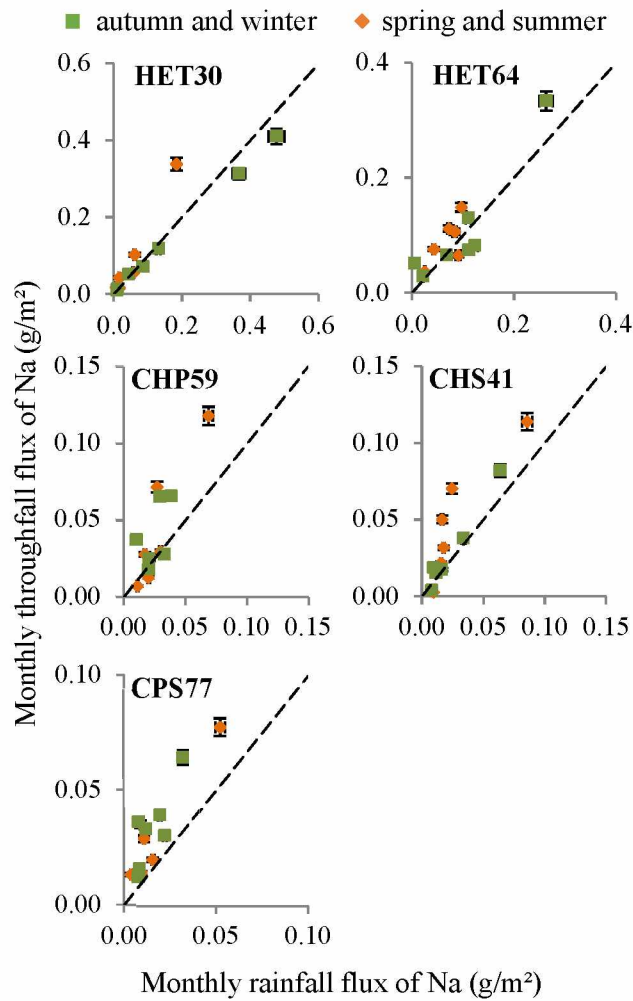 autumn and winter spring and summer
HET30 HET64
0.6 0.4
0.4
0.2
0.2
0.0 0.0
0.0 0.2 0.4 0.6 0.0 0.2 0.4
Monthly throughfall flux of Na (g/m²)
CHP59 CHS41
0.15 0.15
0.10 0.10
0.05 0.05
0.00 0.00
0.00 0.05 0.10 0.15 0.00 0.05 0.10 0.15
CPS77
0.10
0.05
0.00
0.00 0.05 0.10
Monthly rainfall flux of Na (g/m²)